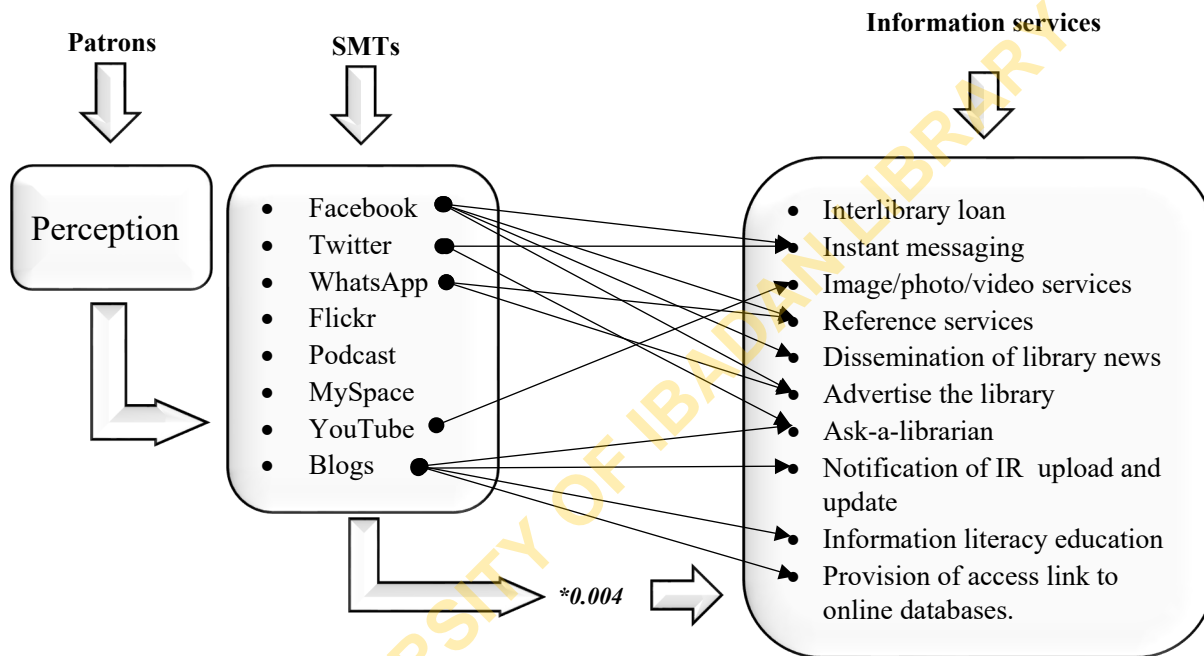 Patrons
SMTs
Information services
Perception
• Facebook
• Twitter
• WhatsApp
• Flickr
• Podcast
• MySpace
• YouTube
• Blogs
• Interlibrary loan
• Instant messaging
• Image/photo/video services
• Reference services
• Dissemination of library news
• Advertise the library
• Ask-a-librarian
• Notification of IR upload and
update
• Information literacy education
• Provision of access link to
online databases.
*0.004
RSITY OF IBADAN LIBRARY